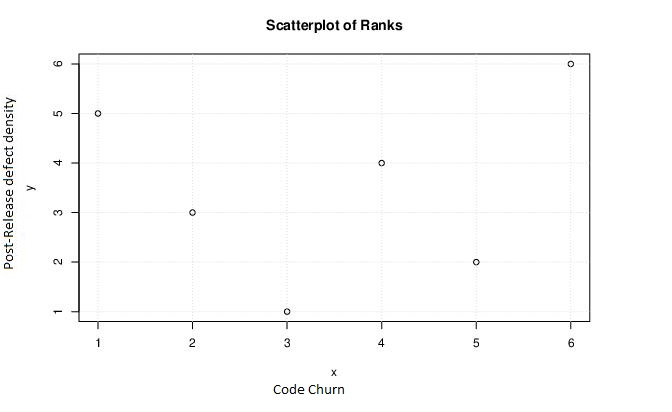 Scatterplot of Ranks
Post-Release defect density
y
6
5
4
3
2
1
1 2 3 4 5 6
x
Code Churn